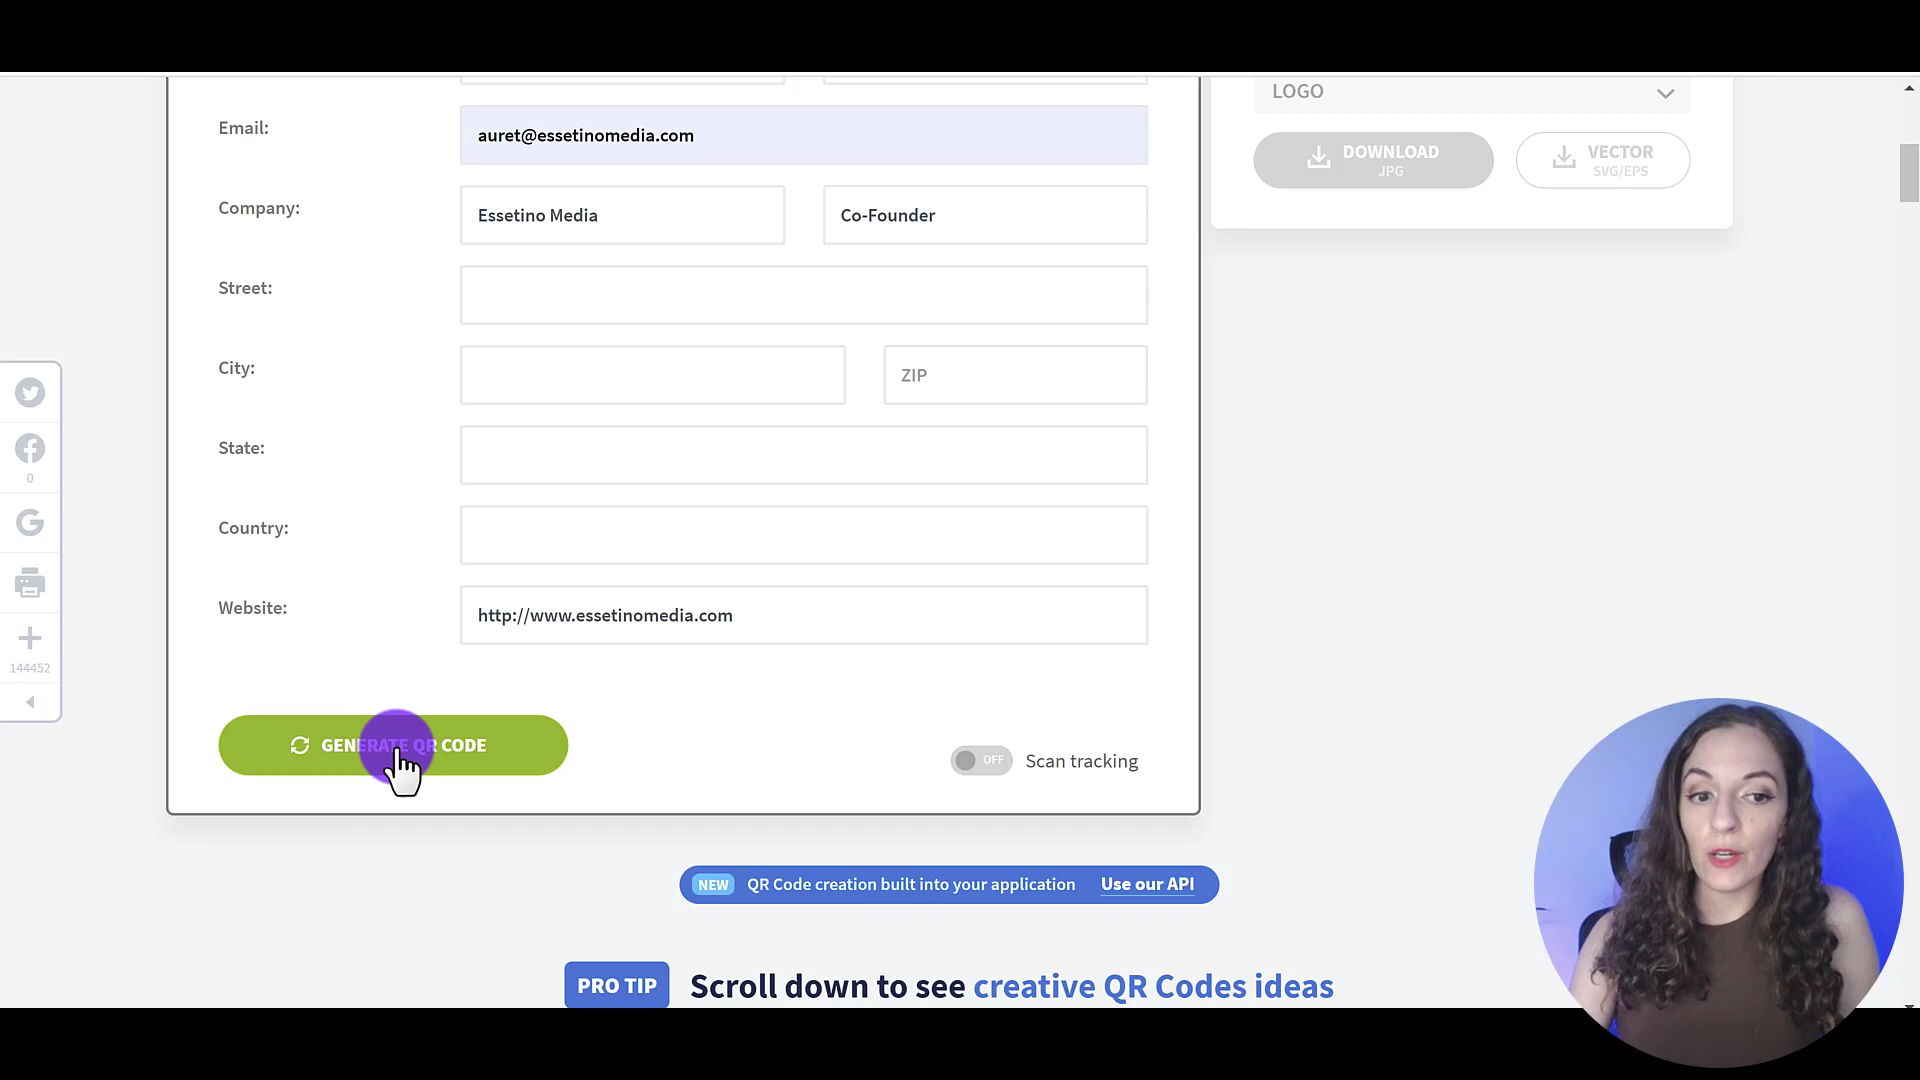 LOGO
Email:
auret@essetinomedia.com
DOWNLOAD
JPG
VECTOR
SVG/EPS
Company:
Essetino Media
Co-Founder
Street:
City:
ZIP
State:
0
Country:
Website:
http://www.essetinomedia.com
144452
GENERATE QR CODE
OFF
Scan tracking
NEW QR Code creation built into your application Use our API
PRO TIP Scroll down to see creative QR Codes ideas